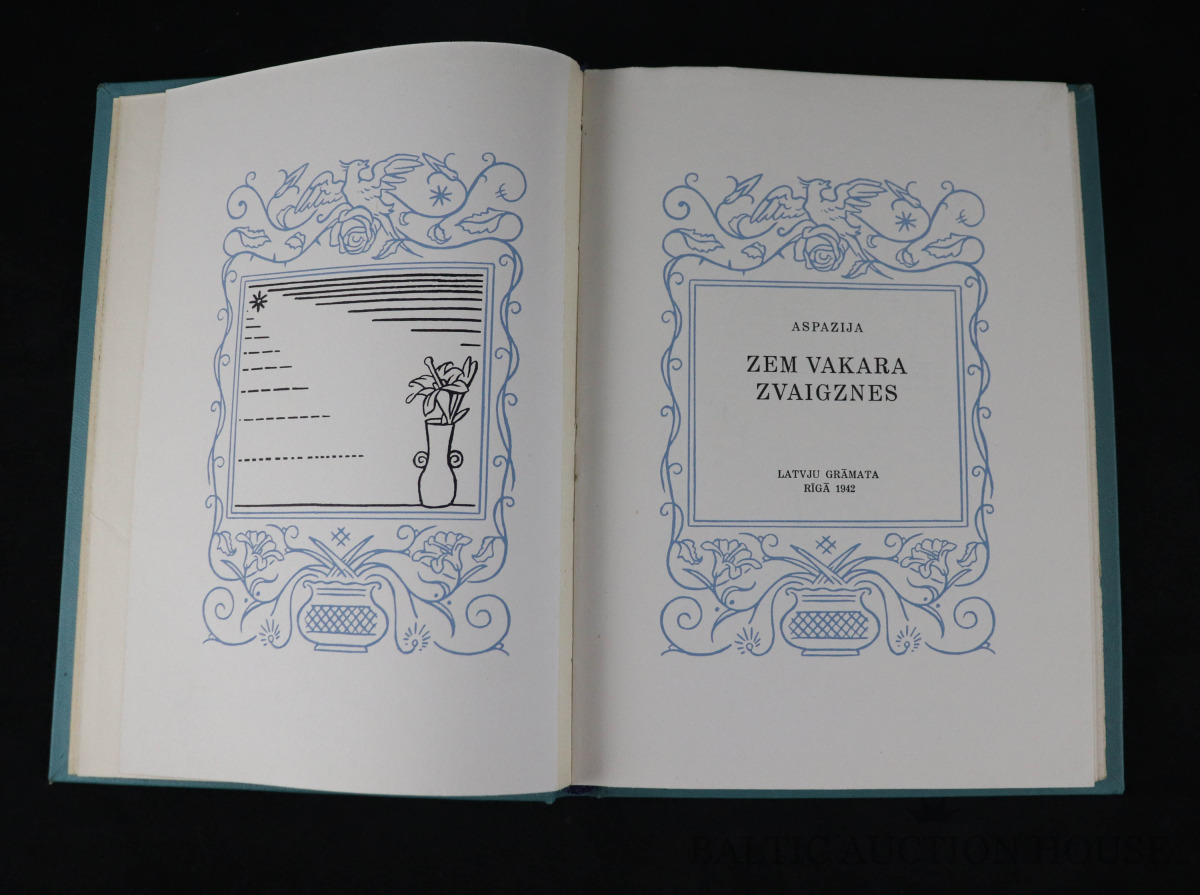 ASPAZIJA
ZEM VAKARA
ZVAIGZNES
LATVJU GRĀMATA
RĪGĀ 1942
BALTIC AUCTION HOUSE